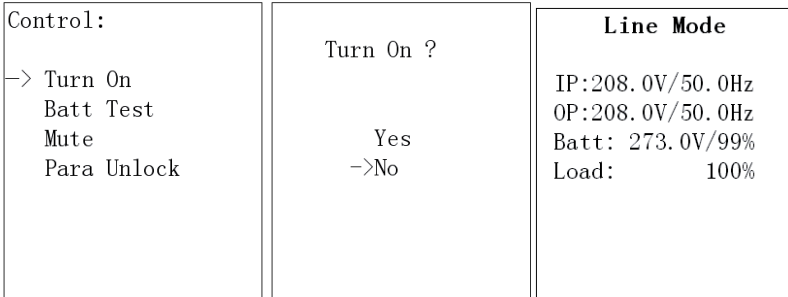 Control:
-> Turn On
Batt Test
Mute
Para Unlock
Turn On ?
Yes
->No
Line Mode
IP:208.0V/50.0Hz
OP:208.0V/50.0Hz
Batt: 273.0V/99%
Load: 100%